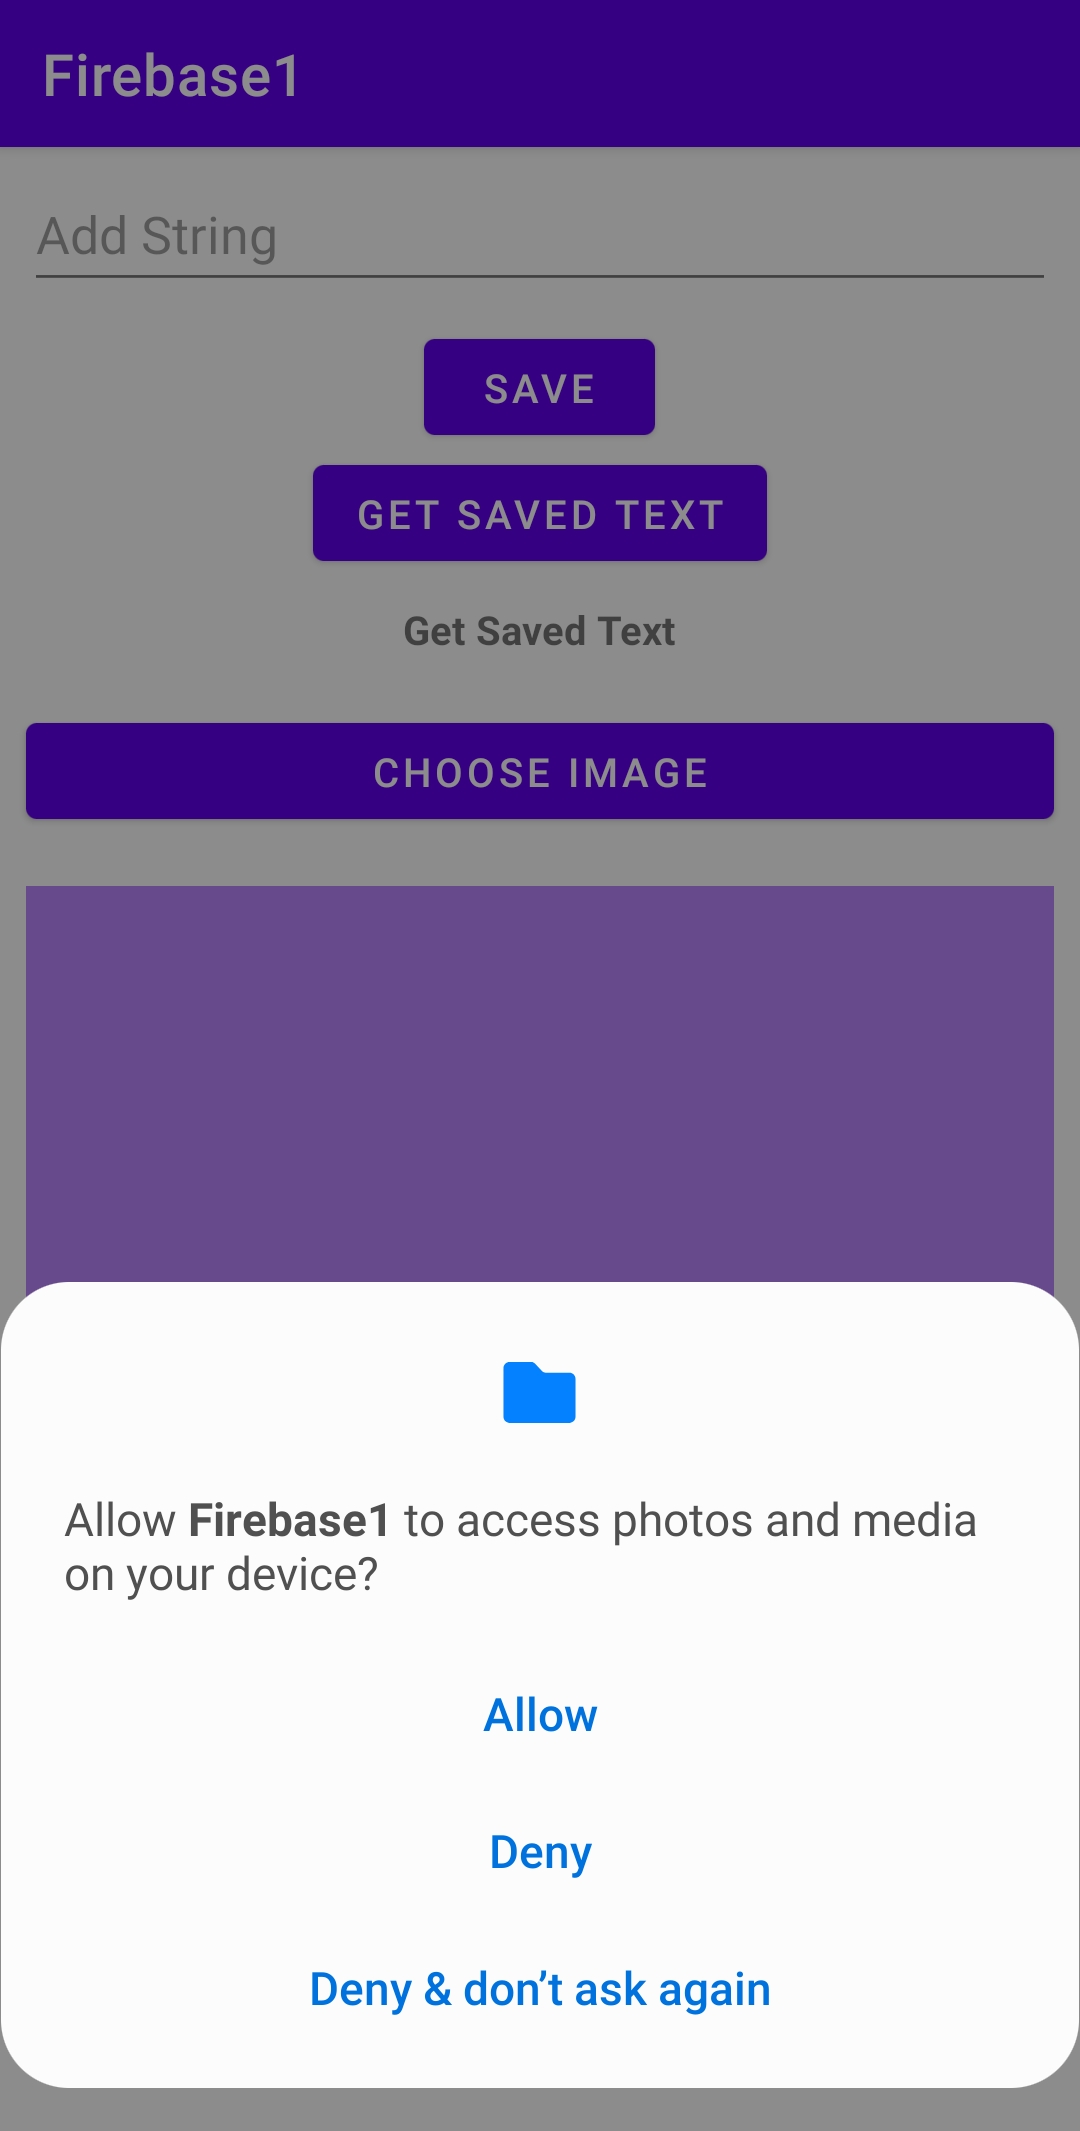 Firebase1
Add String
SAVE
GET SAVED TEXT
Get Saved Text
CHOOSE IMAGE
Allow Firebase1 to access photos and media
on your device?
Allow
Deny
Deny & don’t ask again